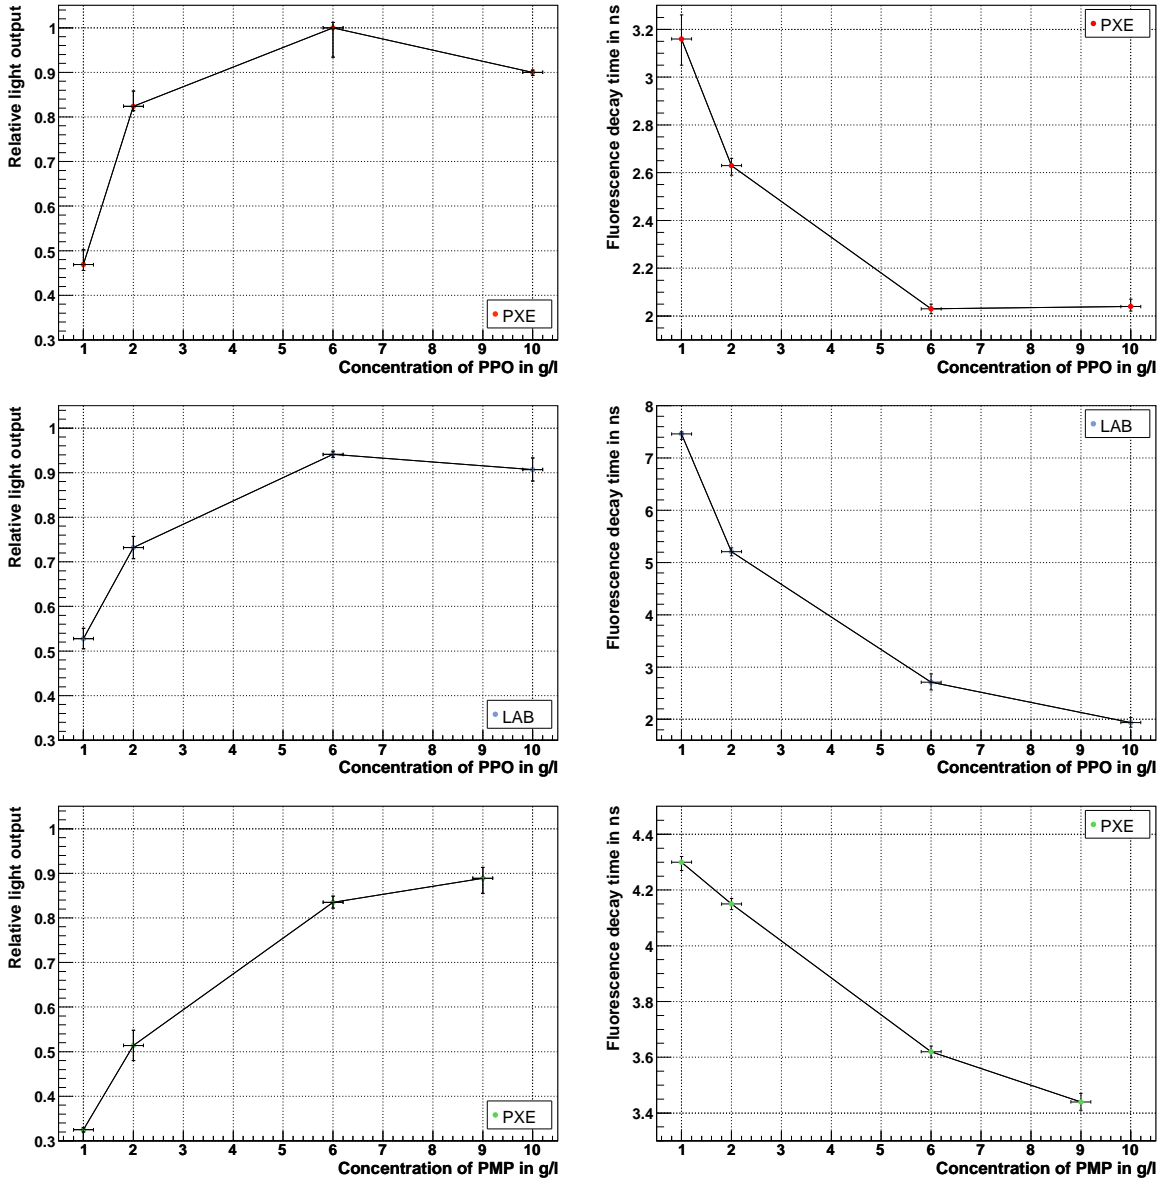 Relative light output
1
0.9
0.8
0.7
0.6
0.5
0.4
0.3
PXE
1 2 3 4 5 6 7 8 9 10
Concentration of PPO in g/l
Fluorescence decay time in ns
3.2
3
2.8
2.6
2.4
2.2
2
PXE
1 2 3 4 5 6 7 8 9 10
Concentration of PPO in g/l
Relative light output
1
0.9
0.8
0.7
0.6
0.5
0.4
0.3
LAB
1 2 3 4 5 6 7 8 9 10
Concentration of PPO in g/l
Fluorescence decay time in ns
8
7
6
5
4
3
2
LAB
1 2 3 4 5 6 7 8 9 10
Concentration of PPO in g/l
Relative light output
1
0.9
0.8
0.7
0.6
0.5
0.4
0.3
PXE
1 2 3 4 5 6 7 8 9 10
Concentration of PMP in g/l
Fluorescence decay time in ns
4.4
4.2
4
3.8
3.6
3.4
PXE
1 2 3 4 5 6 7 8 9 10
Concentration of PMP in g/l